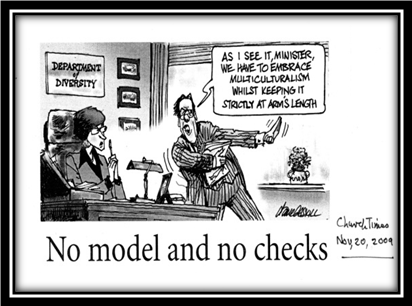 DEPARTMENT
of
DIVERSITY
AS I SEE IT, MINISTER,
WE HAVE TO EMBRACE
MULTICULTURALISM
WHILST KEEPING IT
STRICTLY AT ARM'S LENGTH
No model and no checks
Church Times
Nov 20, 2009